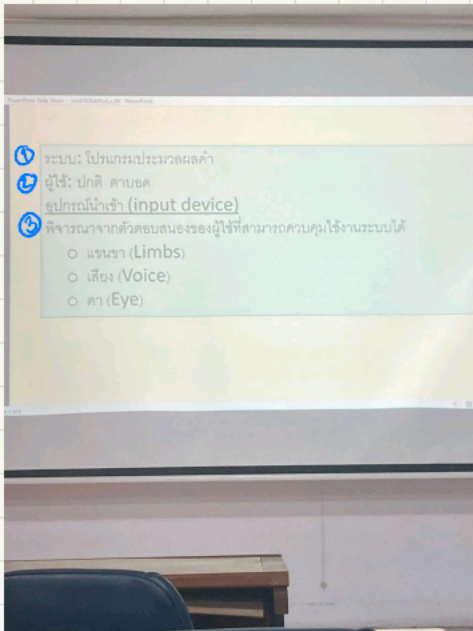 ① ระบบ: โปรแกรมประมวลผลคำ
② ผู้ใช้: ปกติ ตาบอด
อุปกรณ์นำเข้า (input device)
③ พิจารณาจากตัวตอบสนองของผู้ใช้ที่สามารถควบคุมใช้งานระบบได้
○ แขนขา (Limbs)
○ เสียง (Voice)
○ ตา (Eye)